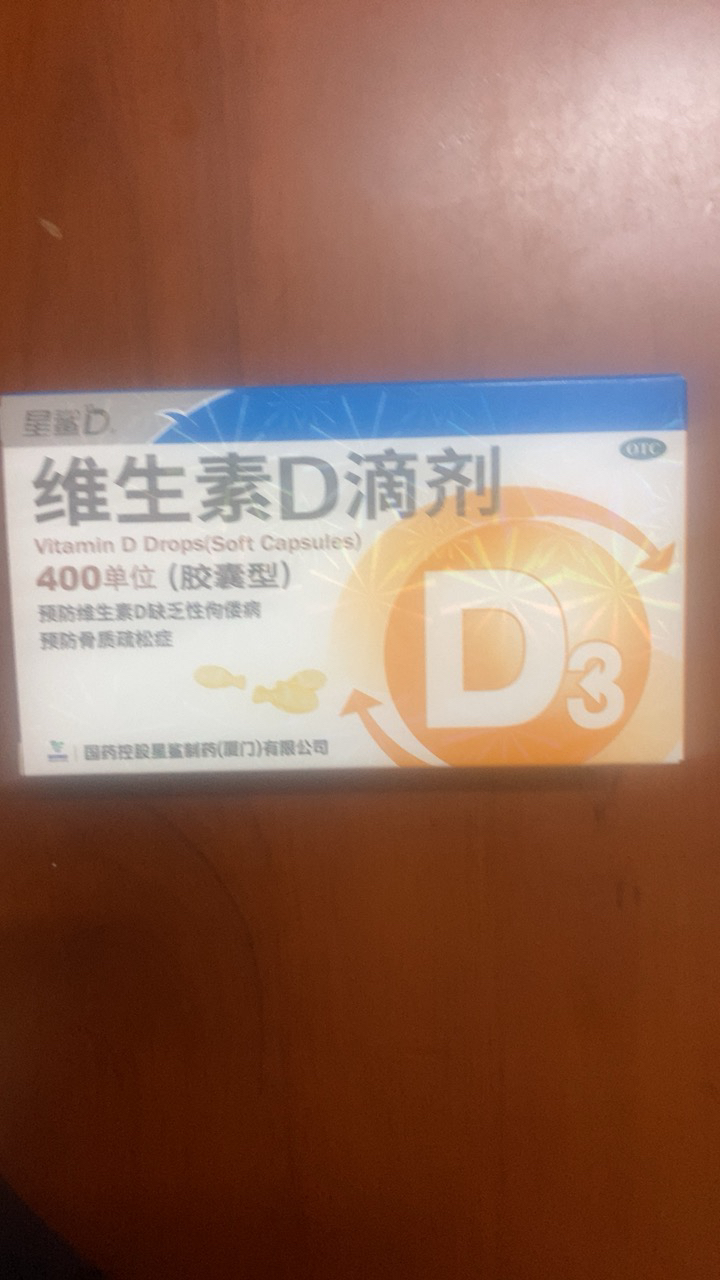 星鲨D
OTC
维生素D滴剂
Vitamin D Drops(Soft Capsules)
400单位(胶囊型)
预防维生素D缺乏性佝偻病
预防骨质疏松症
D3
国药控股星鲨制药(厦门)有限公司